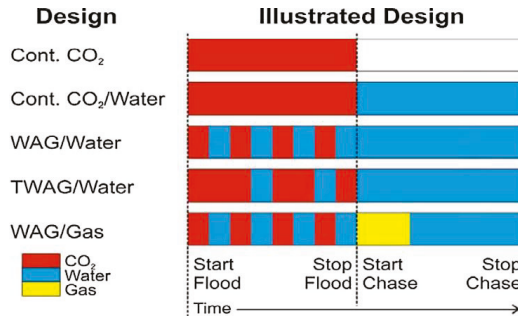 Design
Illustrated Design
Cont. CO₂
Cont. CO₂/Water
WAG/Water
TWAG/Water
WAG/Gas
CO₂
Water
Gas
Start Flood
Stop Flood
Start Chase
Stop Chase
Time